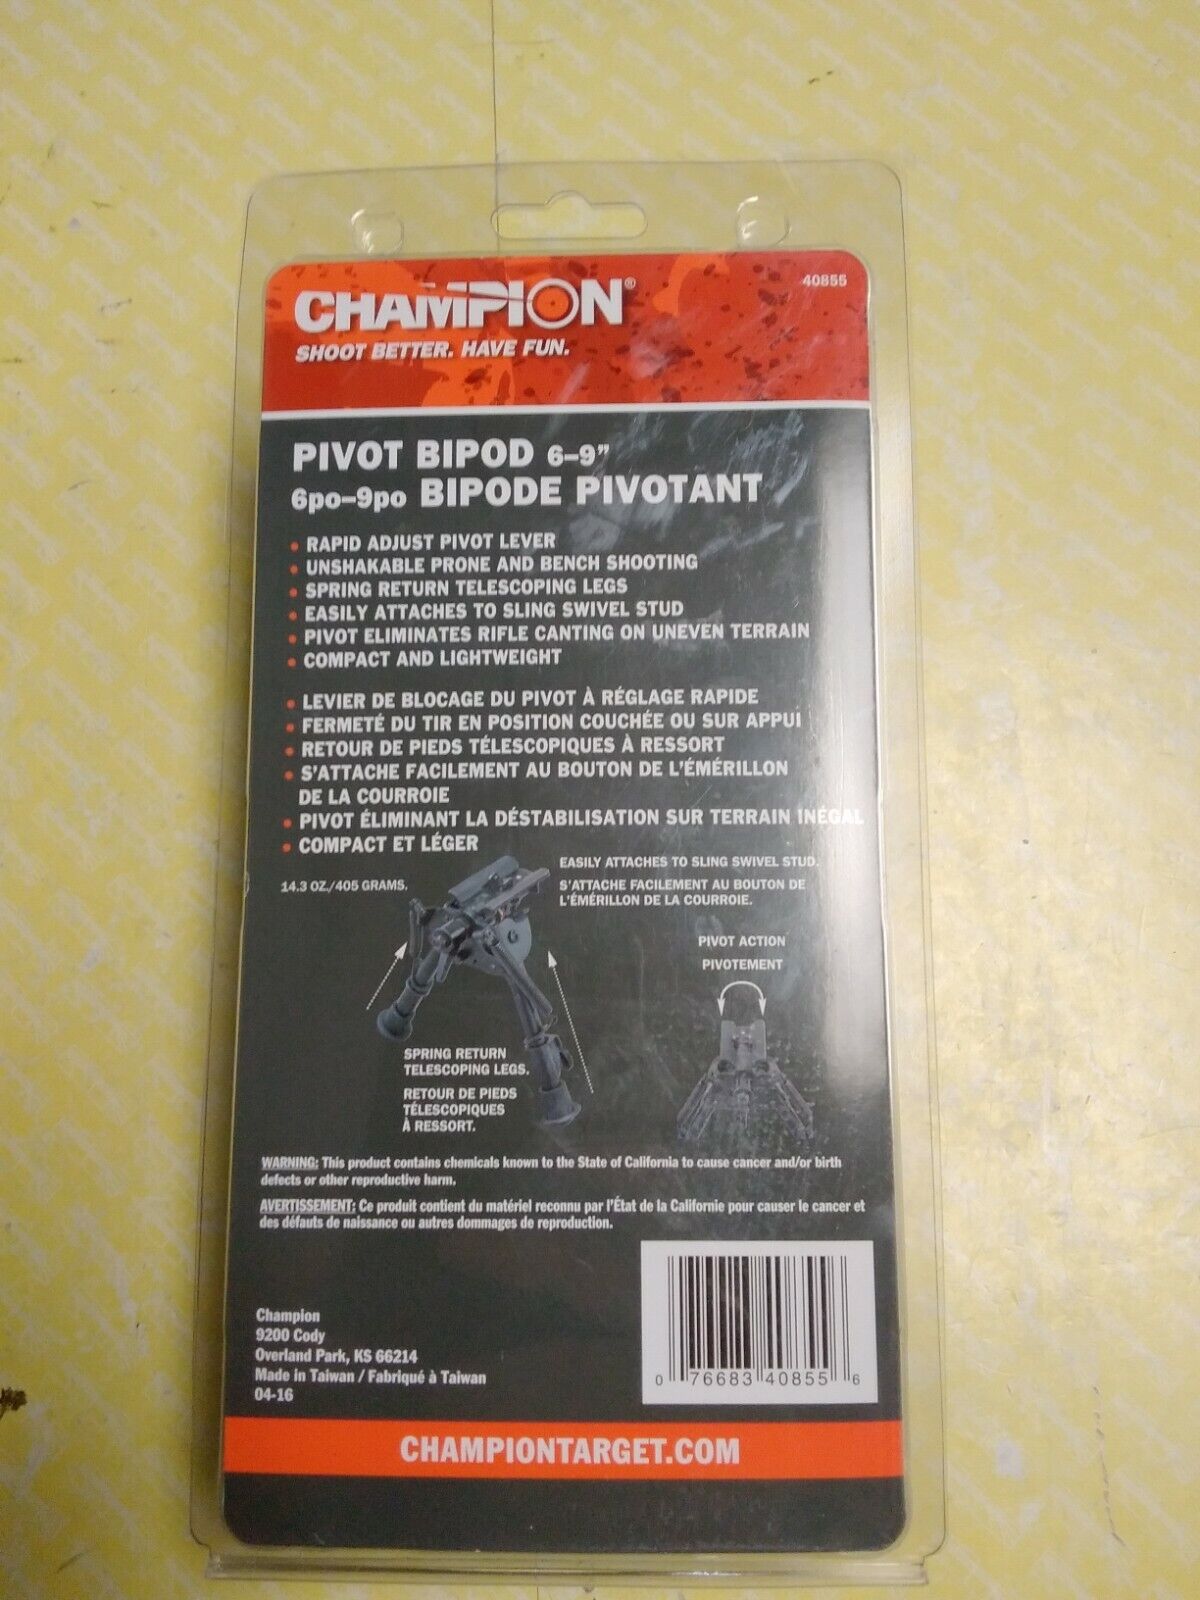 40855
CHAMPION®
SHOOT BETTER. HAVE FUN.
PIVOT BIPOD 6–9”
6po–9po BIPODE PIVOTANT
• RAPID ADJUST PIVOT LEVER
• UNSHAKABLE PRONE AND BENCH SHOOTING
• SPRING RETURN TELESCOPING LEGS
• EASILY ATTACHES TO SLING SWIVEL STUD
• PIVOT ELIMINATES RIFLE CANTING ON UNEVEN TERRAIN
• COMPACT AND LIGHTWEIGHT
• LEVIER DE BLOCAGE DU PIVOT À RÉGLAGE RAPIDE
• FERMETÉ DU TIR EN POSITION COUCHÉE OU SUR APPUI
• RETOUR DE PIEDS TÉLESCOPIQUES À RESSORT
• S’ATTACHE FACILEMENT AU BOUTON DE L’ÉMÉRILLON
DE LA COURROIE
• PIVOT ÉLIMINANT LA DÉSTABILISATION SUR TERRAIN INÉGAL
• COMPACT ET LÉGER
14.3 OZ./405 GRAMS.
EASILY ATTACHES TO SLING SWIVEL STUD.
S’ATTACHE FACILEMENT AU BOUTON DE
L’ÉMÉRILLON DE LA COURROIE.
PIVOT ACTION
PIVOTEMENT
SPRING RETURN
TELESCOPING LEGS.
RETOUR DE PIEDS
TÉLESCOPIQUES
À RESSORT.
WARNING: This product contains chemicals known to the State of California to cause cancer and/or birth
defects or other reproductive harm.
AVERTISSEMENT: Ce produit contient du matériel reconnu par l’État de la Californie pour causer le cancer et
des défauts de naissance ou autres dommages de reproduction.
Champion
9200 Cody
Overland Park, KS 66214
Made in Taiwan / Fabriqué à Taiwan
04-16
0 76683 40855 6
CHAMPIONTARGET.COM